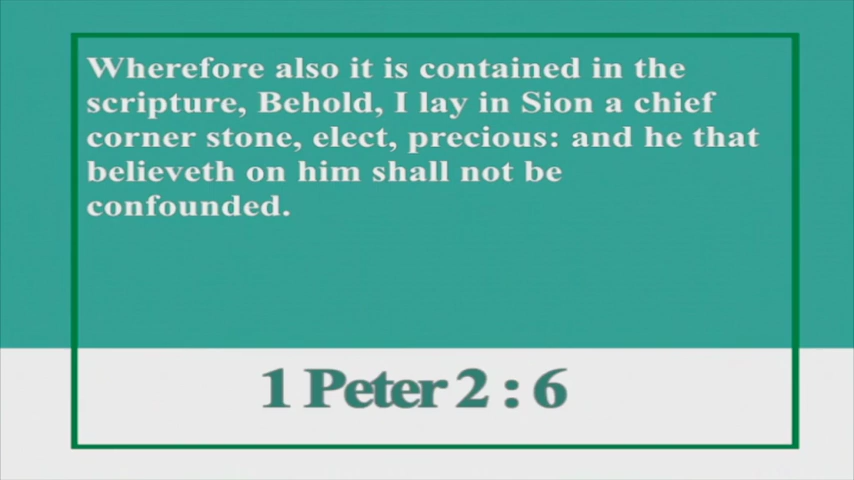 Wherefore also it is contained in the
scripture, Behold, I lay in Sion a chief
corner stone, elect, precious: and he that
believeth on him shall not be
confounded.
1 Peter 2 : 6